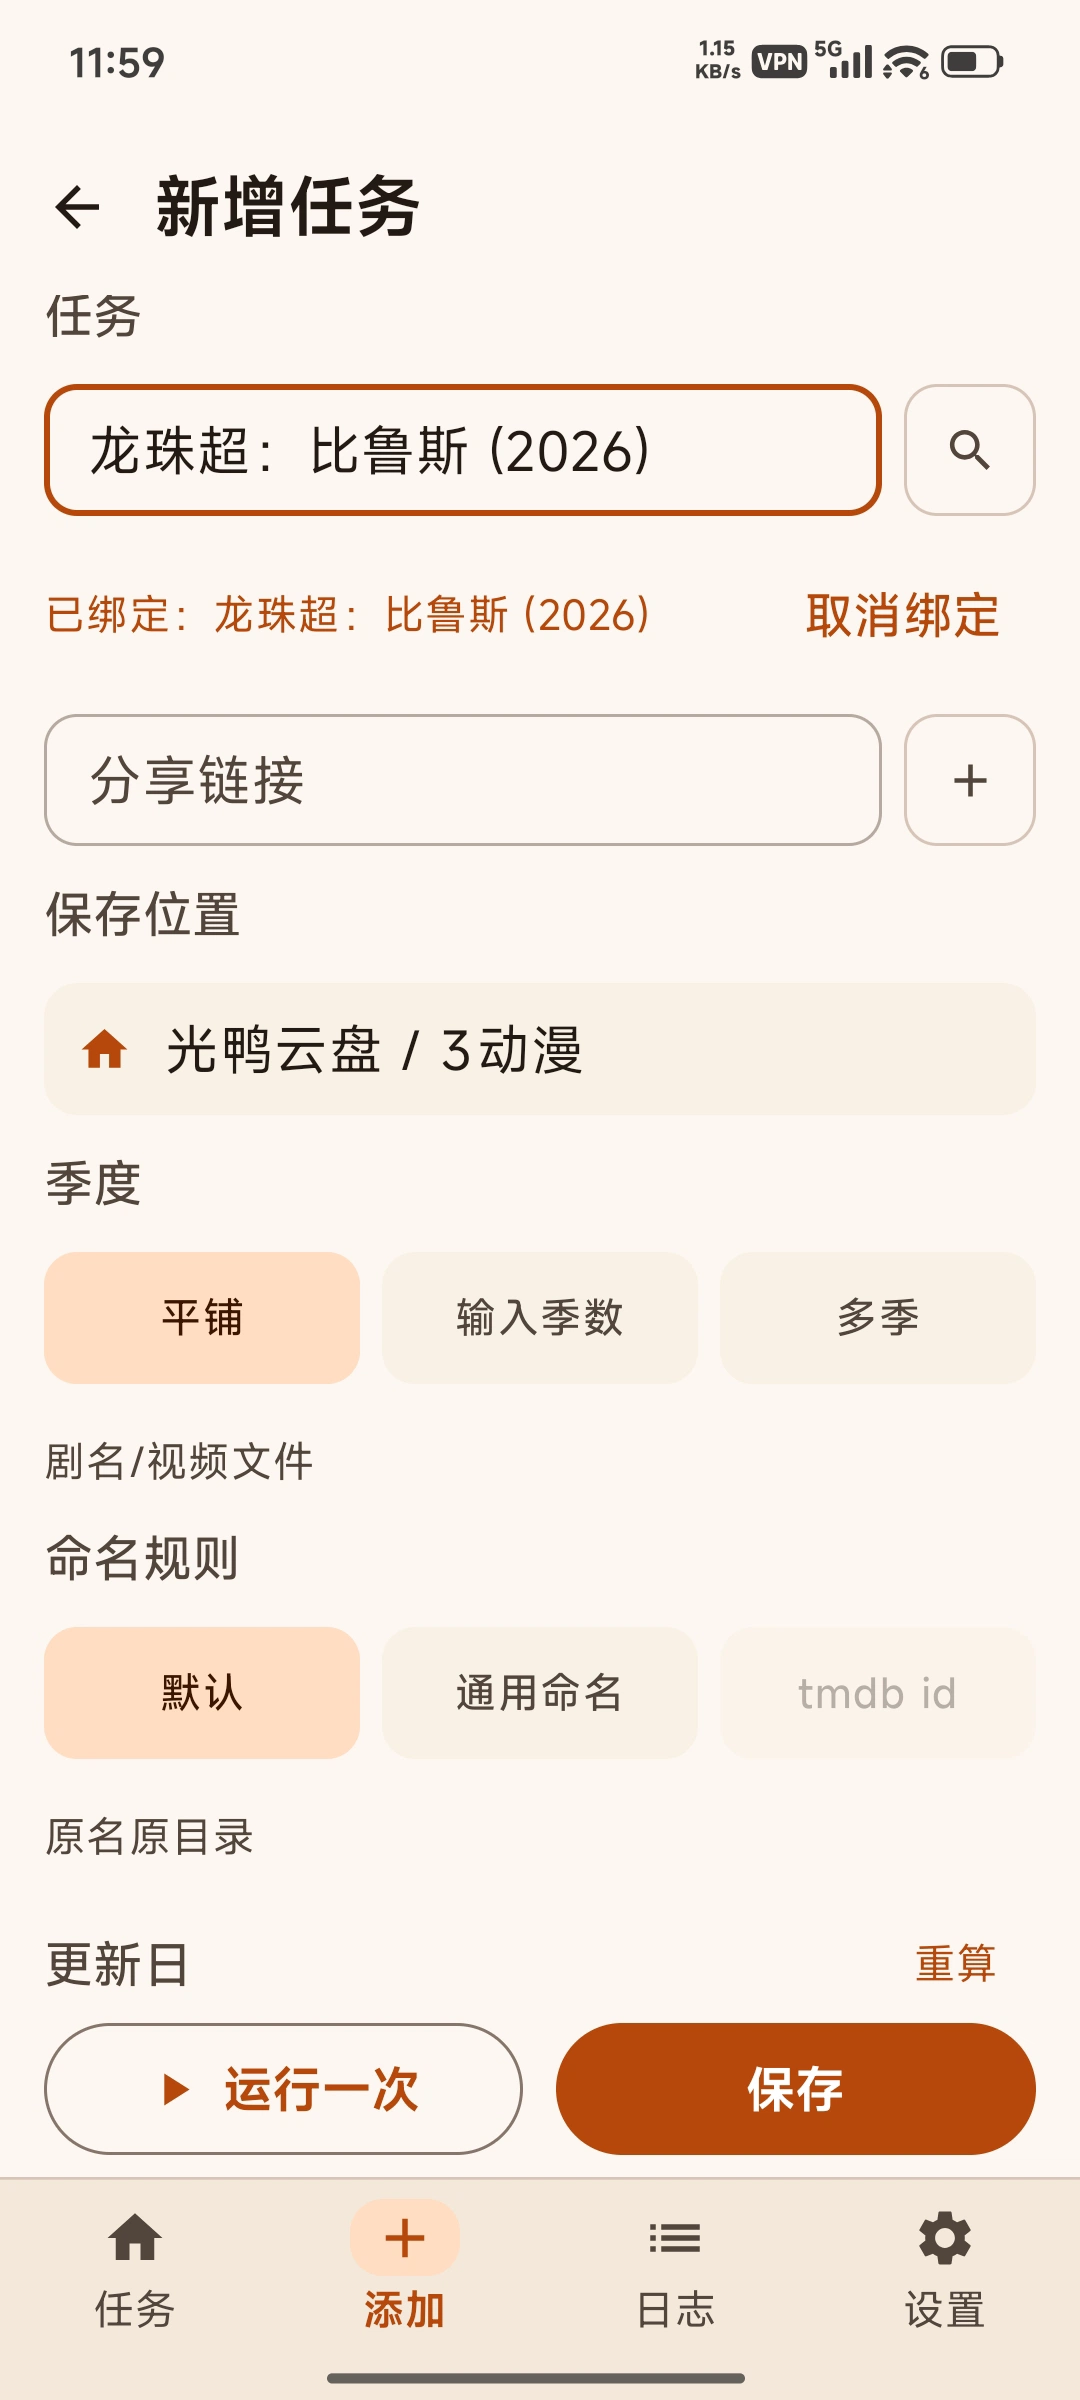 11:59
1.15 KB/s VPN 5G 6
新增任务
任务
龙珠超：比鲁斯 (2026)
已绑定：龙珠超：比鲁斯 (2026) 取消绑定
分享链接
保存位置
光鸭云盘 / 3动漫
季度
平铺 输入季数 多季
剧名/视频文件
命名规则
默认 通用命名 tmdb id
原名原目录
更新日 重算
运行一次 保存
任务 添加 日志 设置